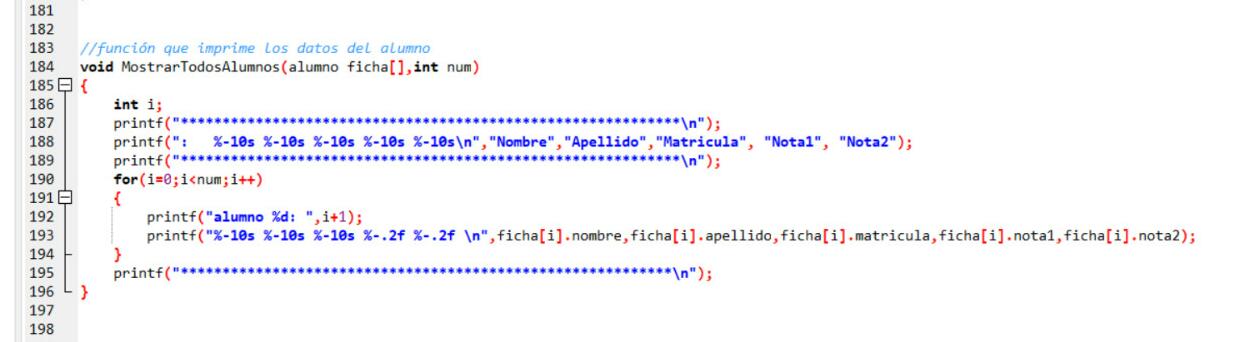 181
182
183 //función que imprime los datos del alumno
184 void MostrarTodosAlumnos(alumno ficha[],int num)
185 {
186 int i;
187 printf("************************************************************\n");
188 printf(":   %-10s %-10s %-10s %-10s %-10s\n","Nombre","Apellido","Matricula", "Nota1", "Nota2");
189 printf("************************************************************\n");
190 for(i=0;i<num;i++)
191 {
192 printf("alumno %d: ",i+1);
193 printf("%-10s %-10s %-10s %-.2f %-.2f \n",ficha[i].nombre,ficha[i].apellido,ficha[i].matricula,ficha[i].nota1,ficha[i].nota2);
194 }
195 printf("***********************************************************\n");
196 }
197
198